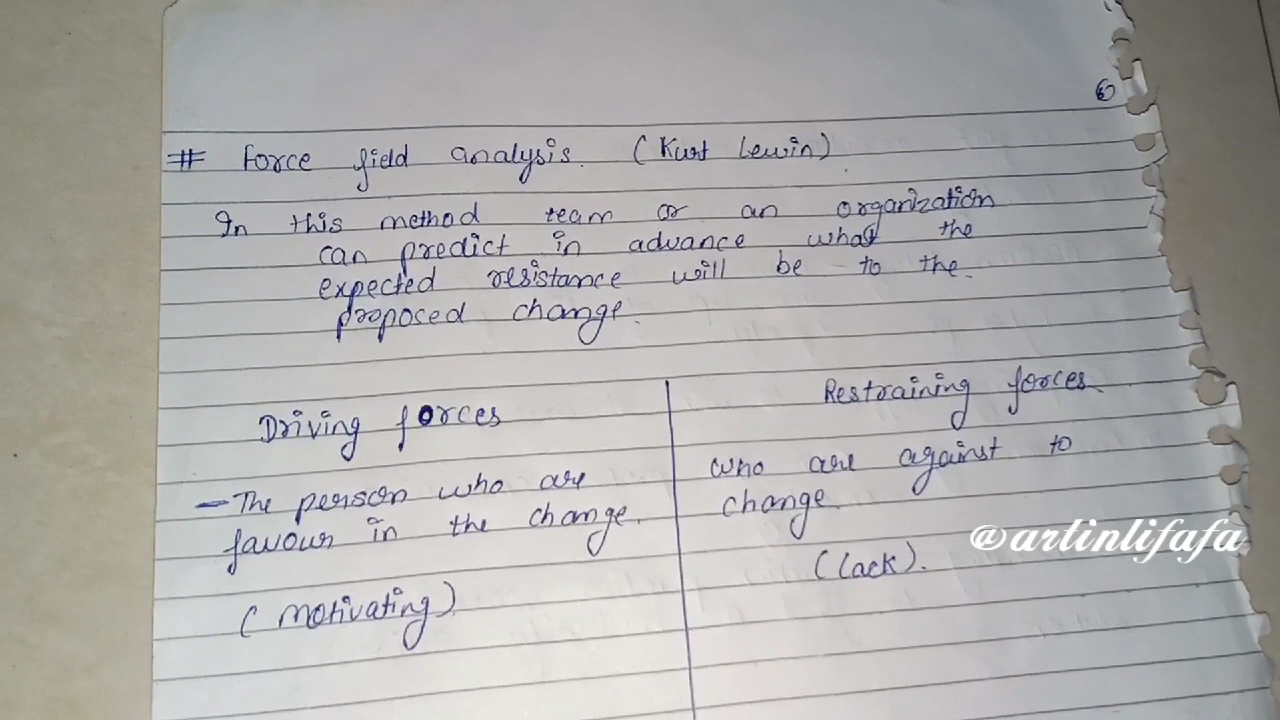 6
# Force field analysis. (Kurt Lewin)
In this method team or an organization
can predict in advance what the
expected resistance will be to the
proposed change.
Driving forces
- The person who are
favour in the change.
(motivating)
Restraining forces.
who are against to
change.
(lack).
@artinlifafa